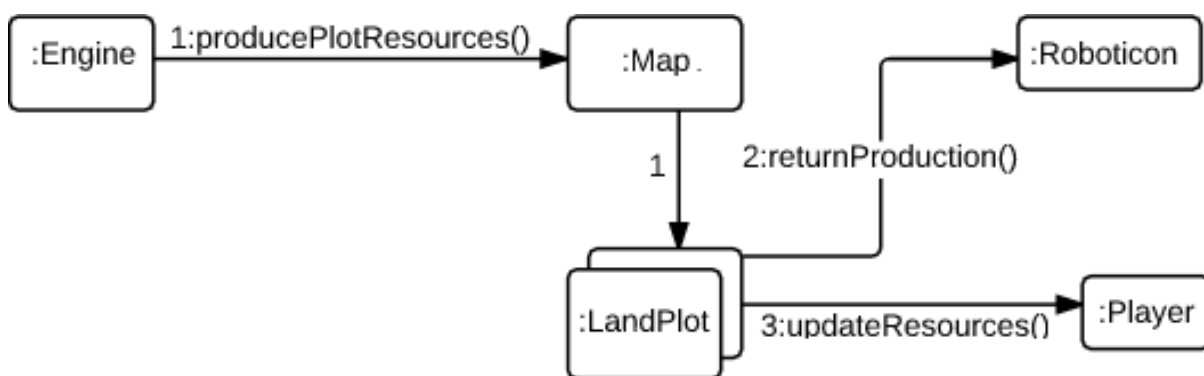 :Engine
1:producePlotResources()
:Map .
:Roboticon
2:returnProduction()
1
:LandPlot
3:updateResources()
:Player